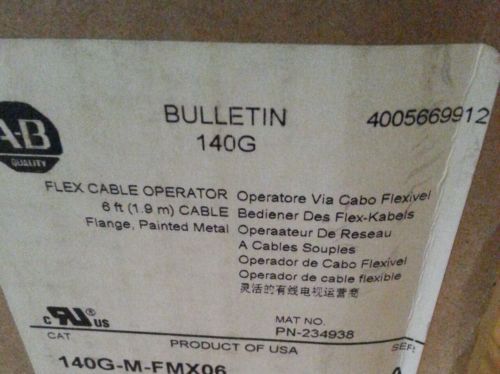 A-B
QUALITY
BULLETIN
140G
4005669912
FLEX CABLE OPERATOR
6 ft (1.9 m) CABLE
Flange, Painted Metal
Operatore Via Cabo Flexivel
Bediener Des Flex-Kabels
Operaateur De Reseau
A Cables Souples
Operador de Cabo Flexivel
Operador de cable flexible
灵活的有线电视运营商
c RU US
MAT NO.
PN-234938
CAT
PRODUCT OF USA
SER
140G-M-FMX06
A